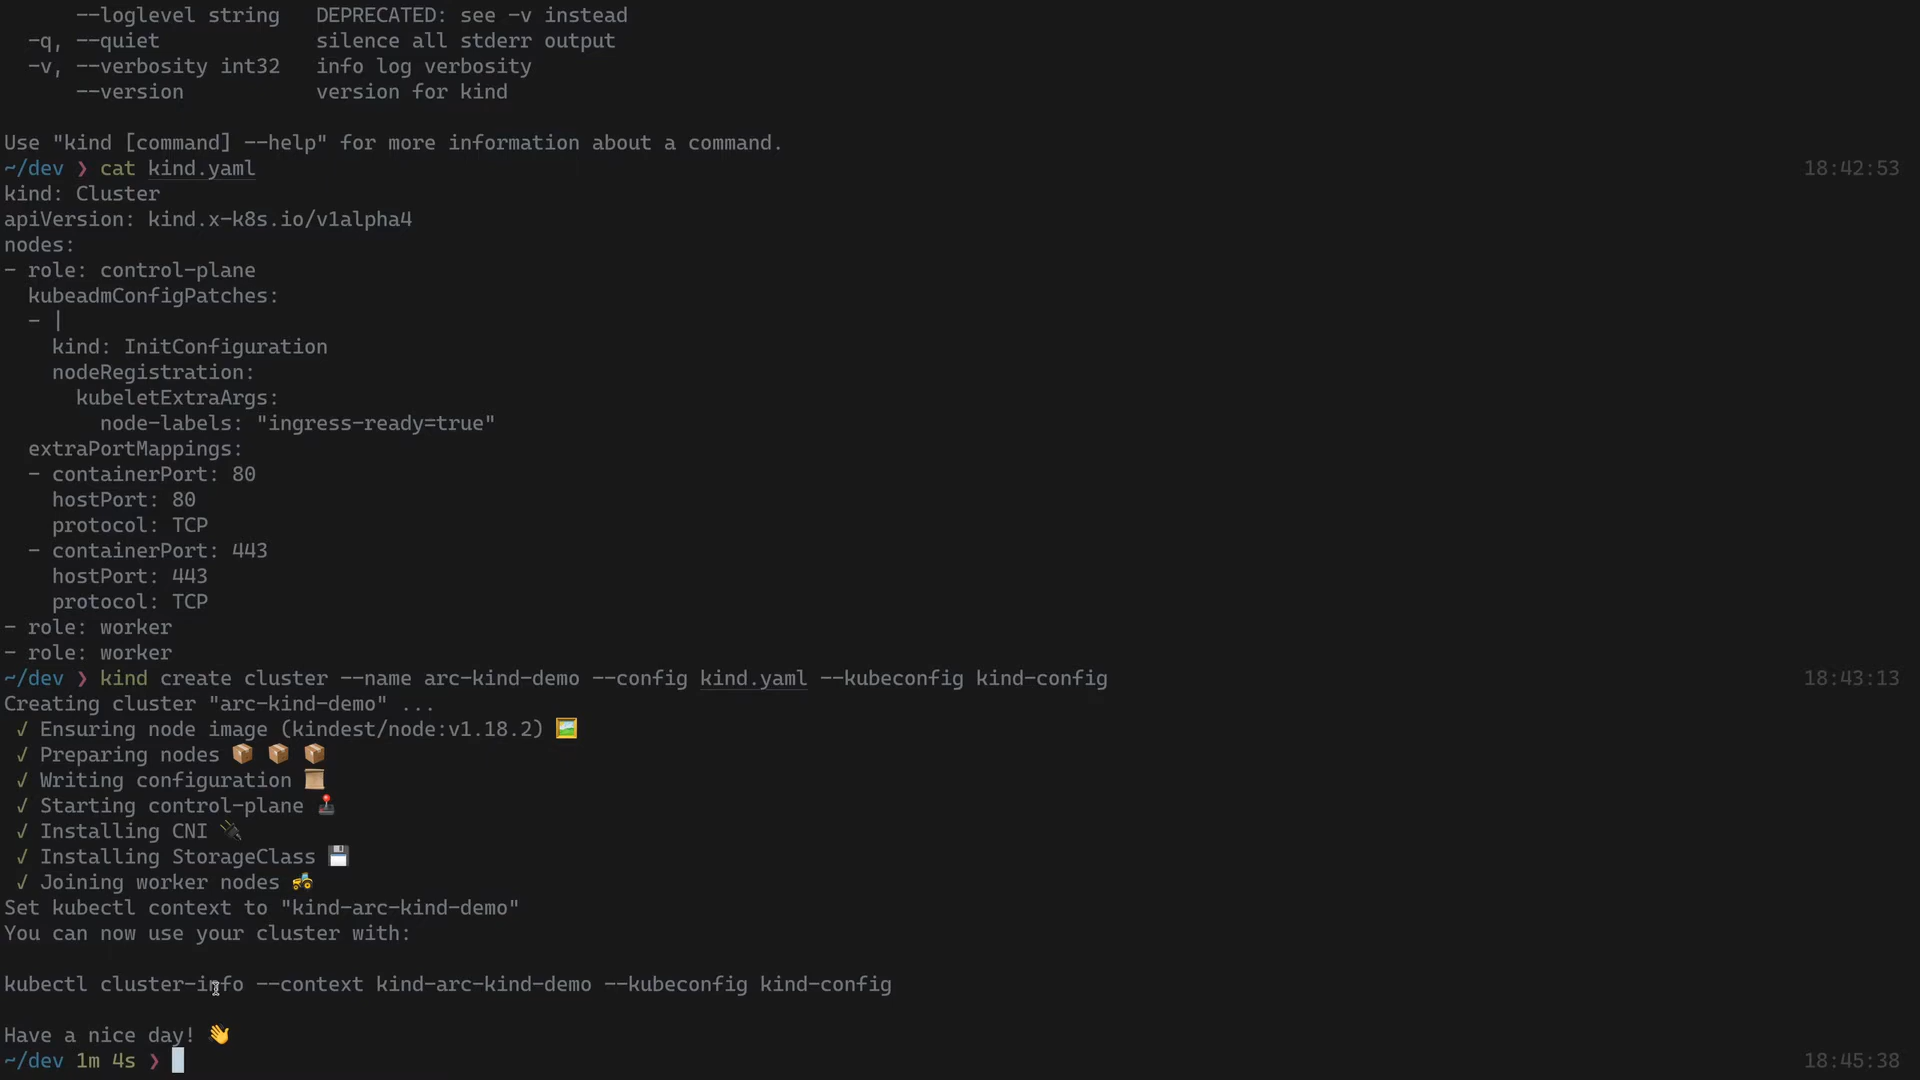 --loglevel string   DEPRECATED: see -v instead
-q, --quiet             silence all stderr output
-v, --verbosity int32   info log verbosity
--version           version for kind
Use "kind [command] --help" for more information about a command.
~/dev ❯ cat kind.yaml 18:42:53
kind: Cluster
apiVersion: kind.x-k8s.io/v1alpha4
nodes:
- role: control-plane
  kubeadmConfigPatches:
  - |
    kind: InitConfiguration
    nodeRegistration:
      kubeletExtraArgs:
        node-labels: "ingress-ready=true"
  extraPortMappings:
  - containerPort: 80
    hostPort: 80
    protocol: TCP
  - containerPort: 443
    hostPort: 443
    protocol: TCP
- role: worker
- role: worker
~/dev ❯ kind create cluster --name arc-kind-demo --config kind.yaml --kubeconfig kind-config 18:43:13
Creating cluster "arc-kind-demo" ...
✓ Ensuring node image (kindest/node:v1.18.2) 🖼
✓ Preparing nodes 📦 📦 📦
✓ Writing configuration 📜
✓ Starting control-plane 🕹
✓ Installing CNI 🔌
✓ Installing StorageClass 💾
✓ Joining worker nodes 🚜
Set kubectl context to "kind-arc-kind-demo"
You can now use your cluster with:
kubectl cluster-info --context kind-arc-kind-demo --kubeconfig kind-config
Have a nice day! 👋
~/dev 1m 4s ❯ 18:45:38